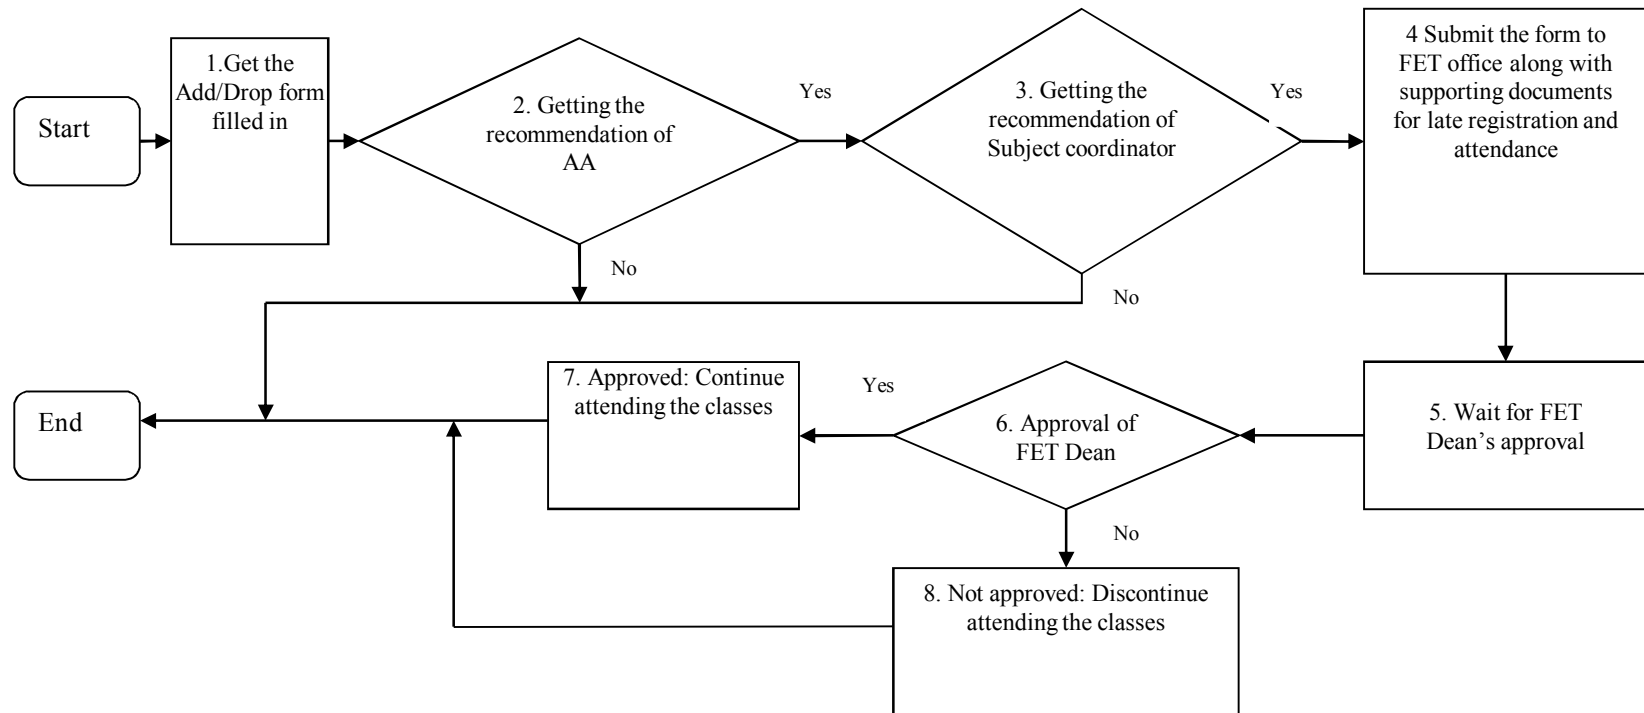 Start
1.Get the
Add/Drop form
filled in
2. Getting the
recommendation of
AA
Yes
No
3. Getting the
recommendation of
Subject coordinator
Yes
No
4 Submit the form to
FET office along with
supporting documents
for late registration and
attendance
5. Wait for FET
Dean’s approval
6. Approval of
FET Dean
Yes
No
7. Approved: Continue
attending the classes
8. Not approved: Discontinue
attending the classes
End